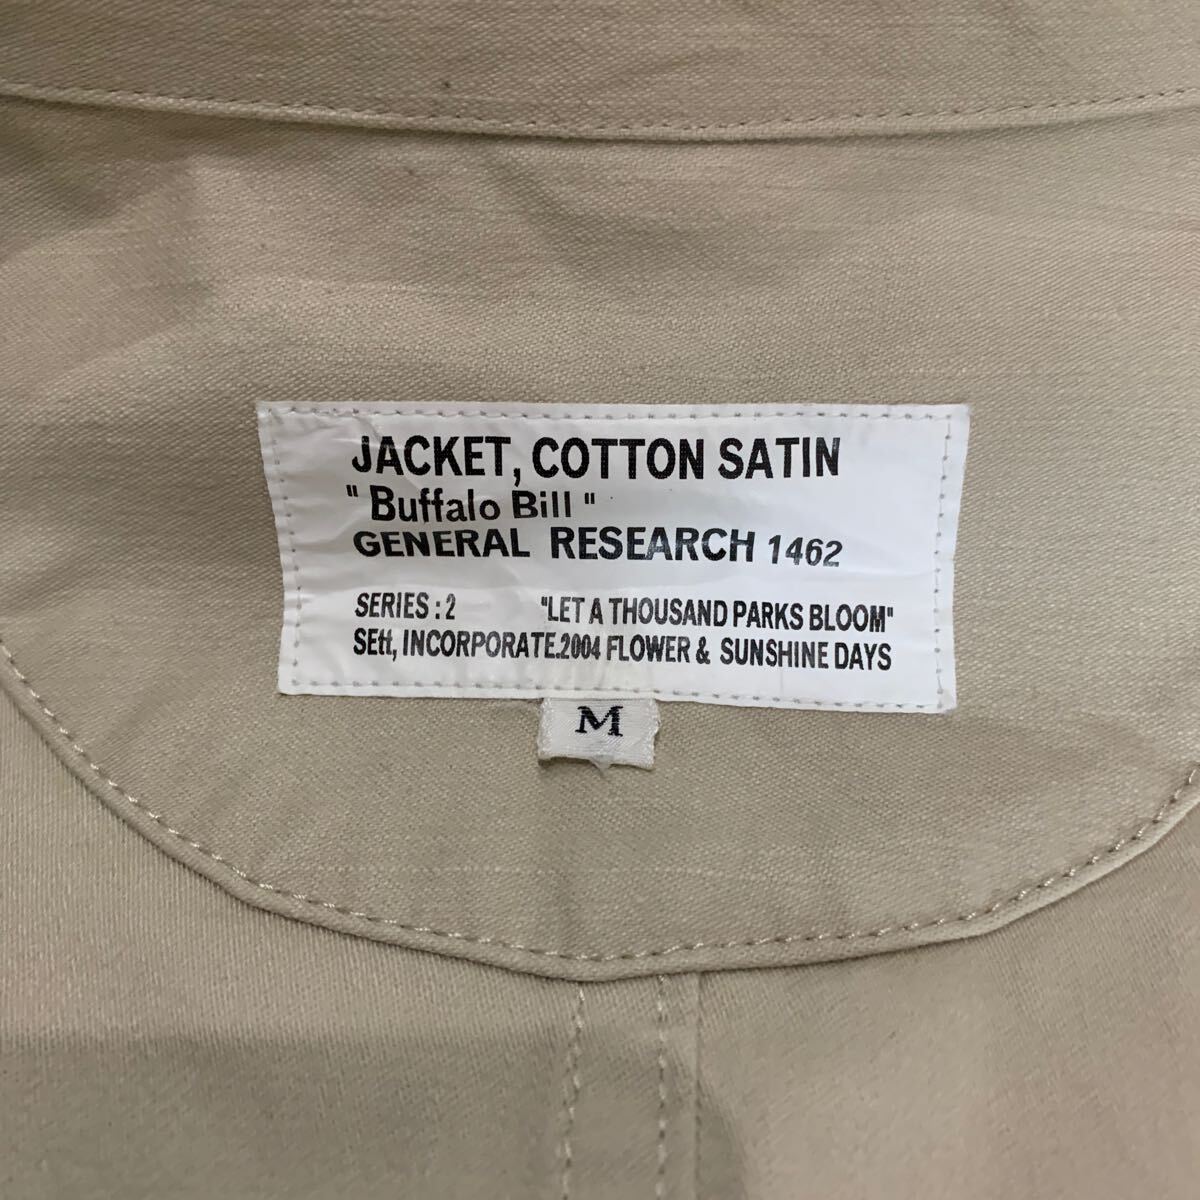 JACKET, COTTON SATIN
"Buffalo Bill"
GENERAL RESEARCH 1462
SERIES : 2 "LET A THOUSAND PARKS BLOOM"
SEtt, INCORPORATE.2004 FLOWER & SUNSHINE DAYS
M